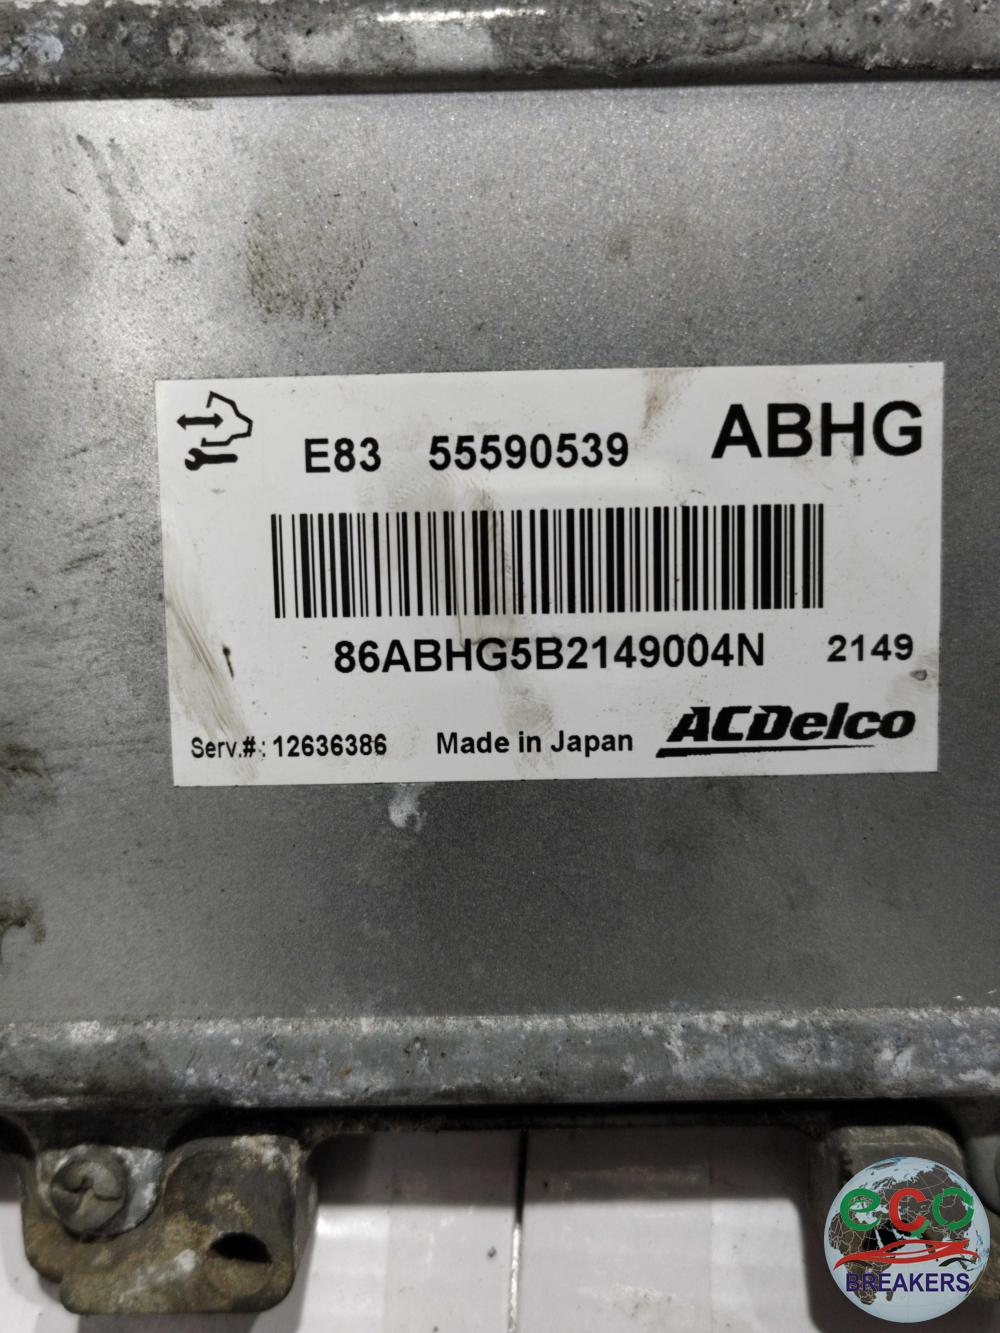 E83 55590539 ABHG
86ABHG5B2149004N 2149
Serv.#: 12636386 Made in Japan ACDelco
eco
BREAKERS